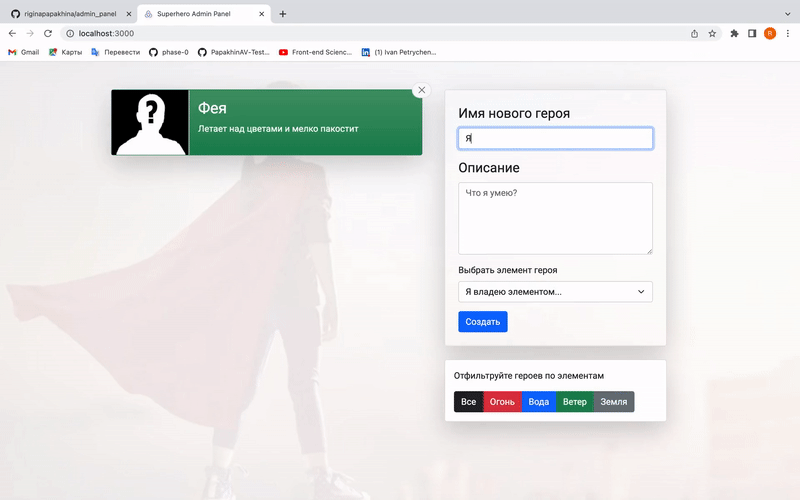 riginapapakhina/admin_panel
Superhero Admin Panel
localhost:3000
R
Gmail
Карты
Перевести
phase-0
PapakhinAV-Test...
Front-end Scienc...
(1) Ivan Petrychen...
Фея
Летает над цветами и мелко пакостит
Имя нового героя
Я
Описание
Что я умею?
Выбрать элемент героя
Я владею элементом...
Создать
Отфильтруйте героев по элементам
Все Огонь Вода Ветер Земля